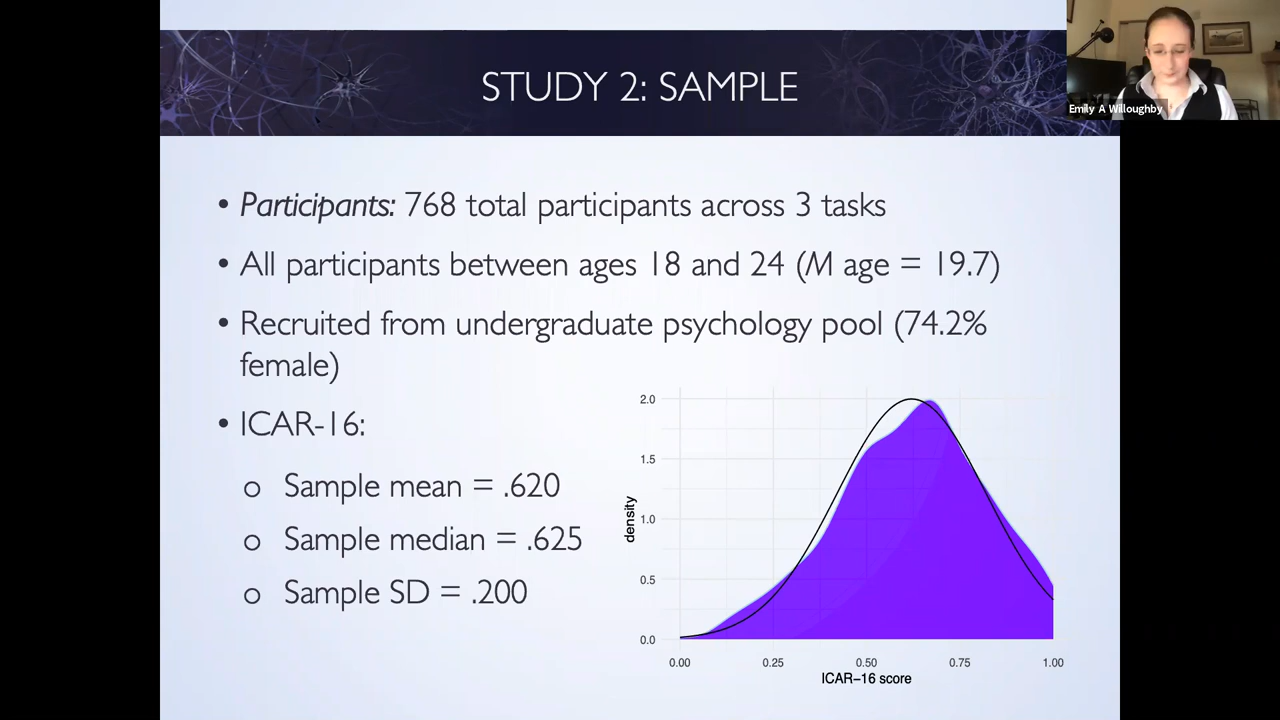 STUDY 2: SAMPLE
Emily A Willoughby
• Participants: 768 total participants across 3 tasks
• All participants between ages 18 and 24 (M age = 19.7)
• Recruited from undergraduate psychology pool (74.2%
female)
• ICAR-16:
o Sample mean = .620
o Sample median = .625
o Sample SD = .200
density
2.0
1.5
1.0
0.5
0.0
0.00 0.25 0.50 0.75 1.00
ICAR−16 score